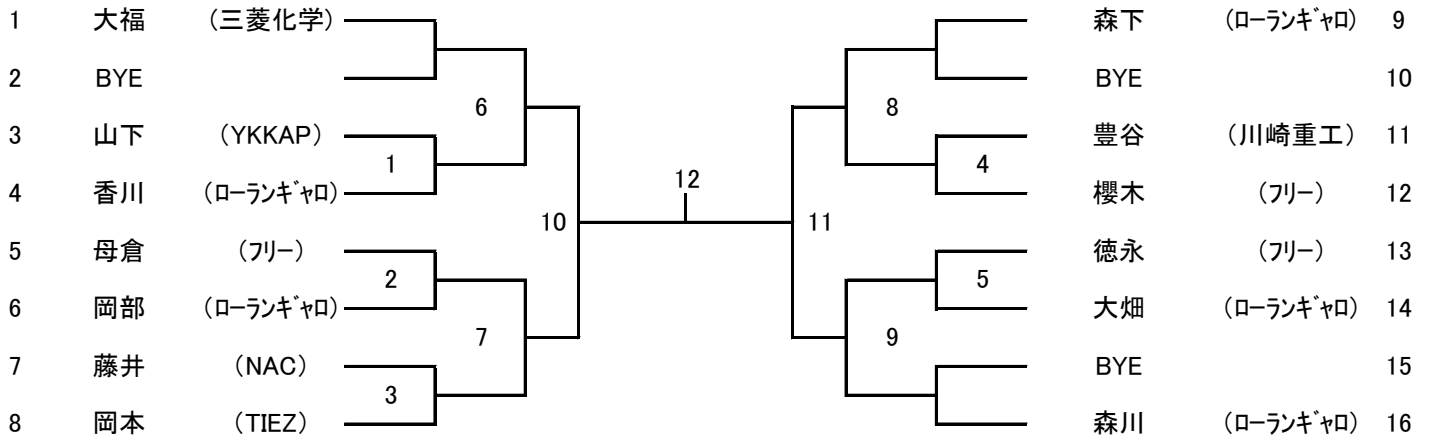 1 大福 (三菱化学) 森下 (ﾛｰﾗﾝｷﾞｬﾛ) 9
2 BYE BYE 10
6 8
3 山下 (YKKAP) 豊谷 (川崎重工) 11
1 4
12
4 香川 (ﾛｰﾗﾝｷﾞｬﾛ) 櫻木 (ﾌﾘｰ) 12
10 11
5 母倉 (ﾌﾘｰ) 徳永 (ﾌﾘｰ) 13
2 5
6 岡部 (ﾛｰﾗﾝｷﾞｬﾛ) 大畑 (ﾛｰﾗﾝｷﾞｬﾛ) 14
7 9
7 藤井 (NAC) BYE 15
3
8 岡本 (TIEZ) 森川 (ﾛｰﾗﾝｷﾞｬﾛ) 16